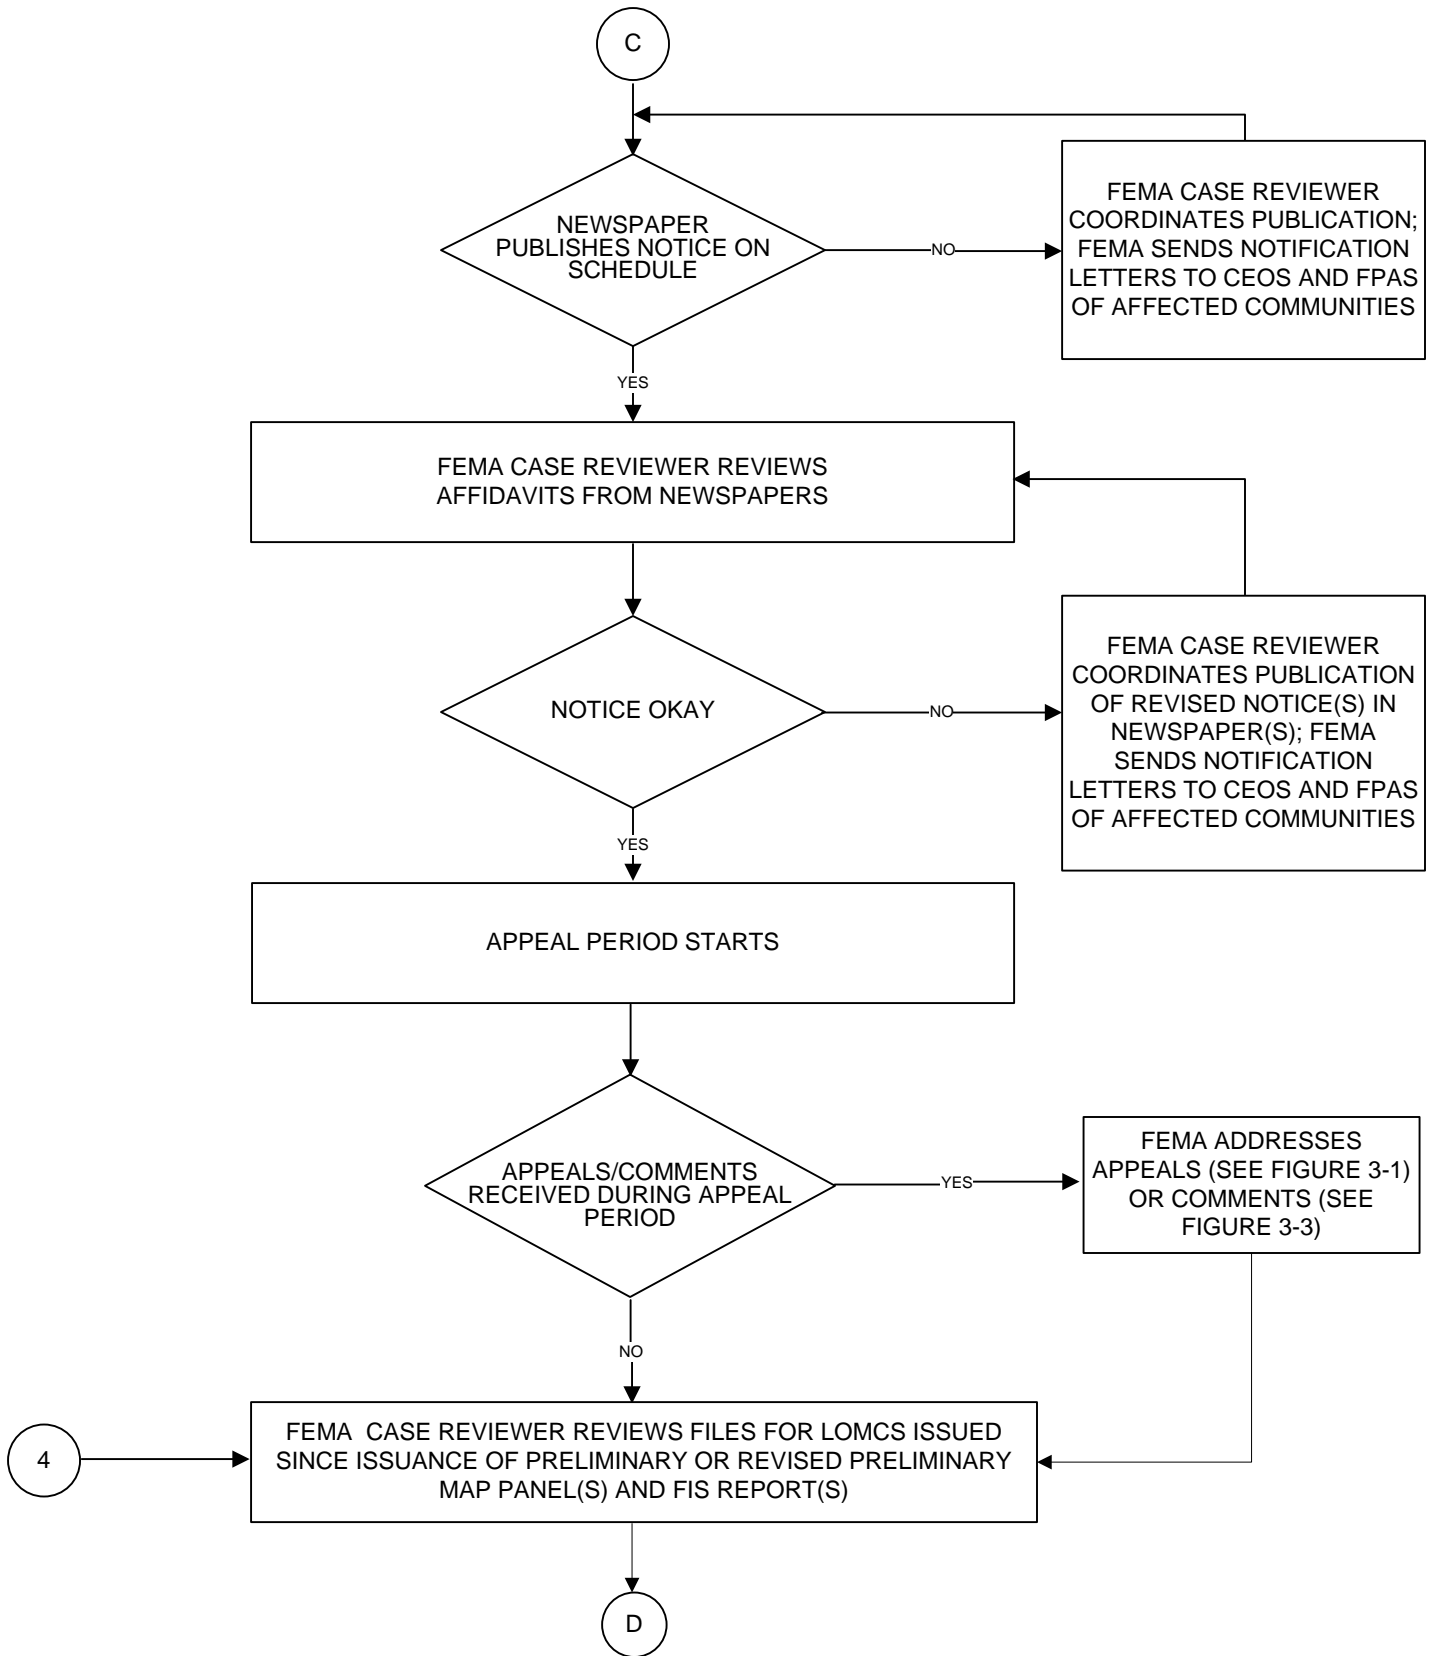 C
NEWSPAPER
PUBLISHES NOTICE ON
SCHEDULE
NO
FEMA CASE REVIEWER
COORDINATES PUBLICATION;
FEMA SENDS NOTIFICATION
LETTERS TO CEOS AND FPAS
OF AFFECTED COMMUNITIES
YES
FEMA CASE REVIEWER REVIEWS
AFFIDAVITS FROM NEWSPAPERS
NOTICE OKAY
NO
FEMA CASE REVIEWER
COORDINATES PUBLICATION
OF REVISED NOTICE(S) IN
NEWSPAPER(S); FEMA
SENDS NOTIFICATION
LETTERS TO CEOS AND FPAS
OF AFFECTED COMMUNITIES
YES
APPEAL PERIOD STARTS
APPEALS/COMMENTS
RECEIVED DURING APPEAL
PERIOD
YES
FEMA ADDRESSES
APPEALS (SEE FIGURE 3-1)
OR COMMENTS (SEE
FIGURE 3-3)
NO
4
FEMA  CASE REVIEWER REVIEWS FILES FOR LOMCS ISSUED
SINCE ISSUANCE OF PRELIMINARY OR REVISED PRELIMINARY
MAP PANEL(S) AND FIS REPORT(S)
D